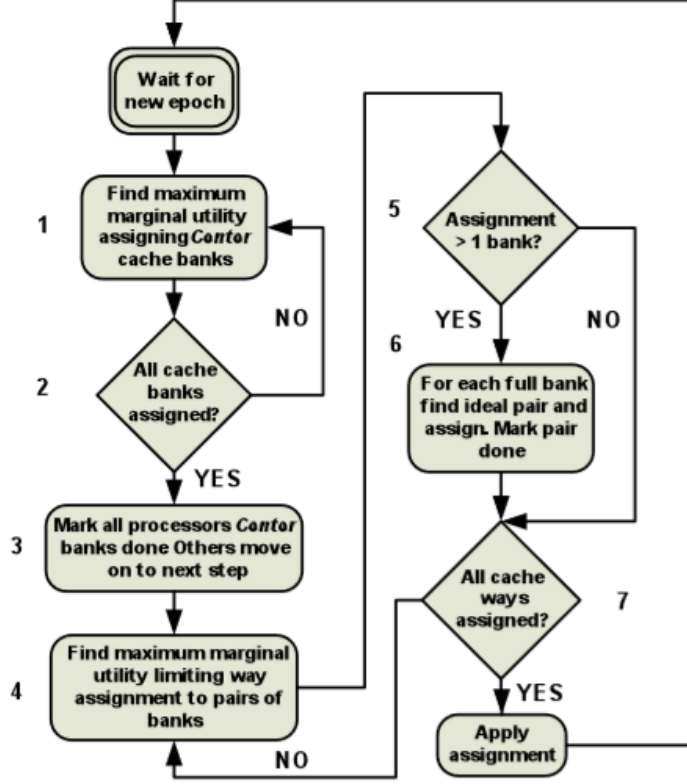 Wait for
new epoch
1
Find maximum
marginal utility
assigning Contor
cache banks
NO
2
All cache
banks
assigned?
YES
3
Mark all processors Contor
banks done Others move
on to next step
4
Find maximum marginal
utility limiting way
assignment to pairs of
banks
NO
5
Assignment
> 1 bank?
YES
NO
6
For each full bank
find ideal pair and
assign. Mark pair
done
All cache
ways
assigned?
7
YES
Apply
assignment